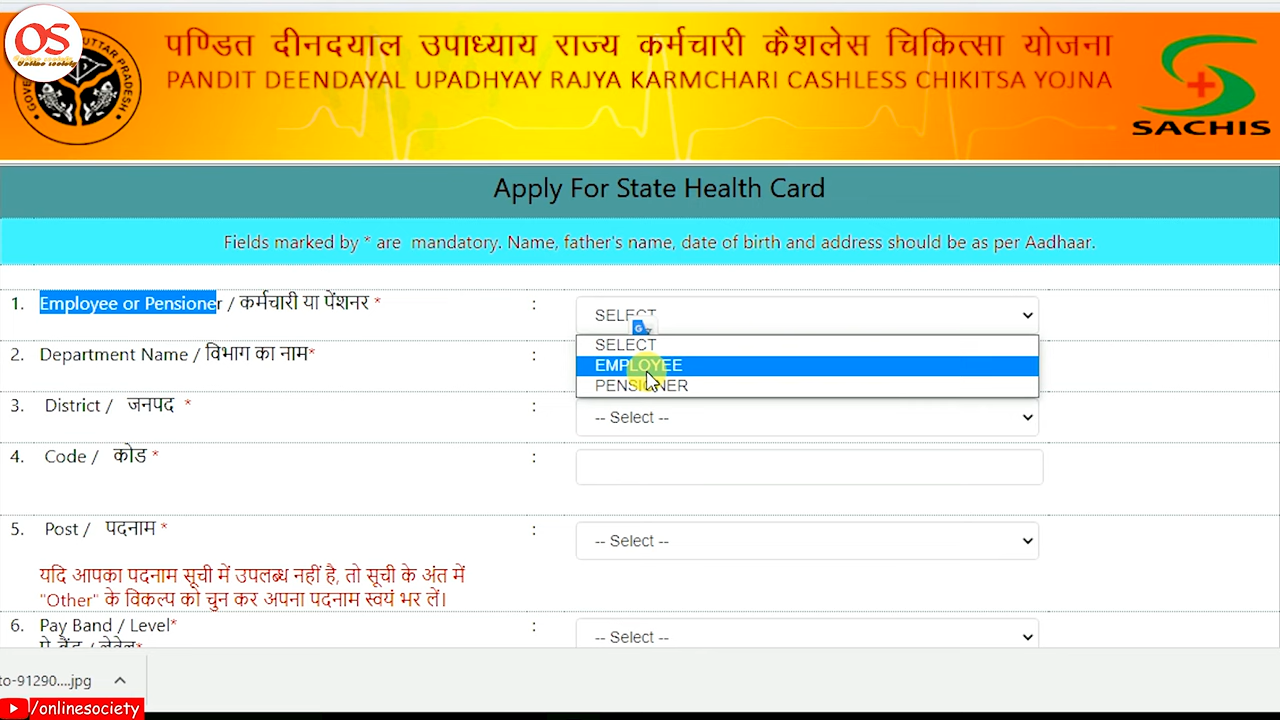 OS
Online society
पण्डित दीनदयाल उपाध्याय राज्य कर्मचारी कैशलेस चिकित्सा योजना
PANDIT DEENDAYAL UPADHYAY RAJYA KARMCHARI CASHLESS CHIKITSA YOJNA
SACHIS
Apply For State Health Card
Fields marked by * are mandatory. Name, father's name, date of birth and address should be as per Aadhaar.
1. Employee or Pensioner / कर्मचारी या पेंशनर * : SELECT
SELECT
EMPLOYEE
PENSIONER
2. Department Name / विभाग का नाम* :
3. District / जनपद * : -- Select --
4. Code / कोड * :
5. Post / पदनाम * : -- Select --
यदि आपका पदनाम सूची में उपलब्ध नहीं है, तो सूची के अंत में
"Other" के विकल्प को चुन कर अपना पदनाम स्वयं भर लें।
6. Pay Band / Level* : -- Select --
पे-बैंड / लेवेल*
to-91290....jpg
/onlinesociety